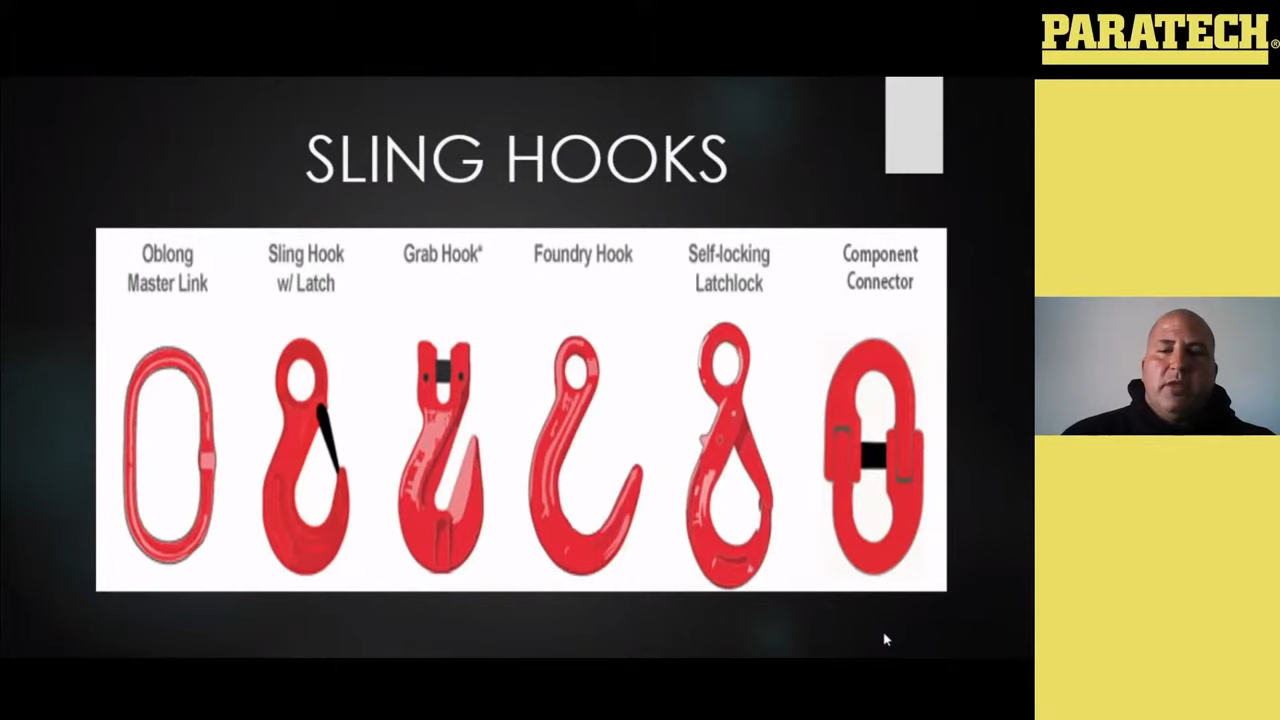 PARATECH®
SLING HOOKS
Oblong
Master Link
Sling Hook
w/ Latch
Grab Hook*
Foundry Hook
Self-locking
Latchlock
Component
Connector